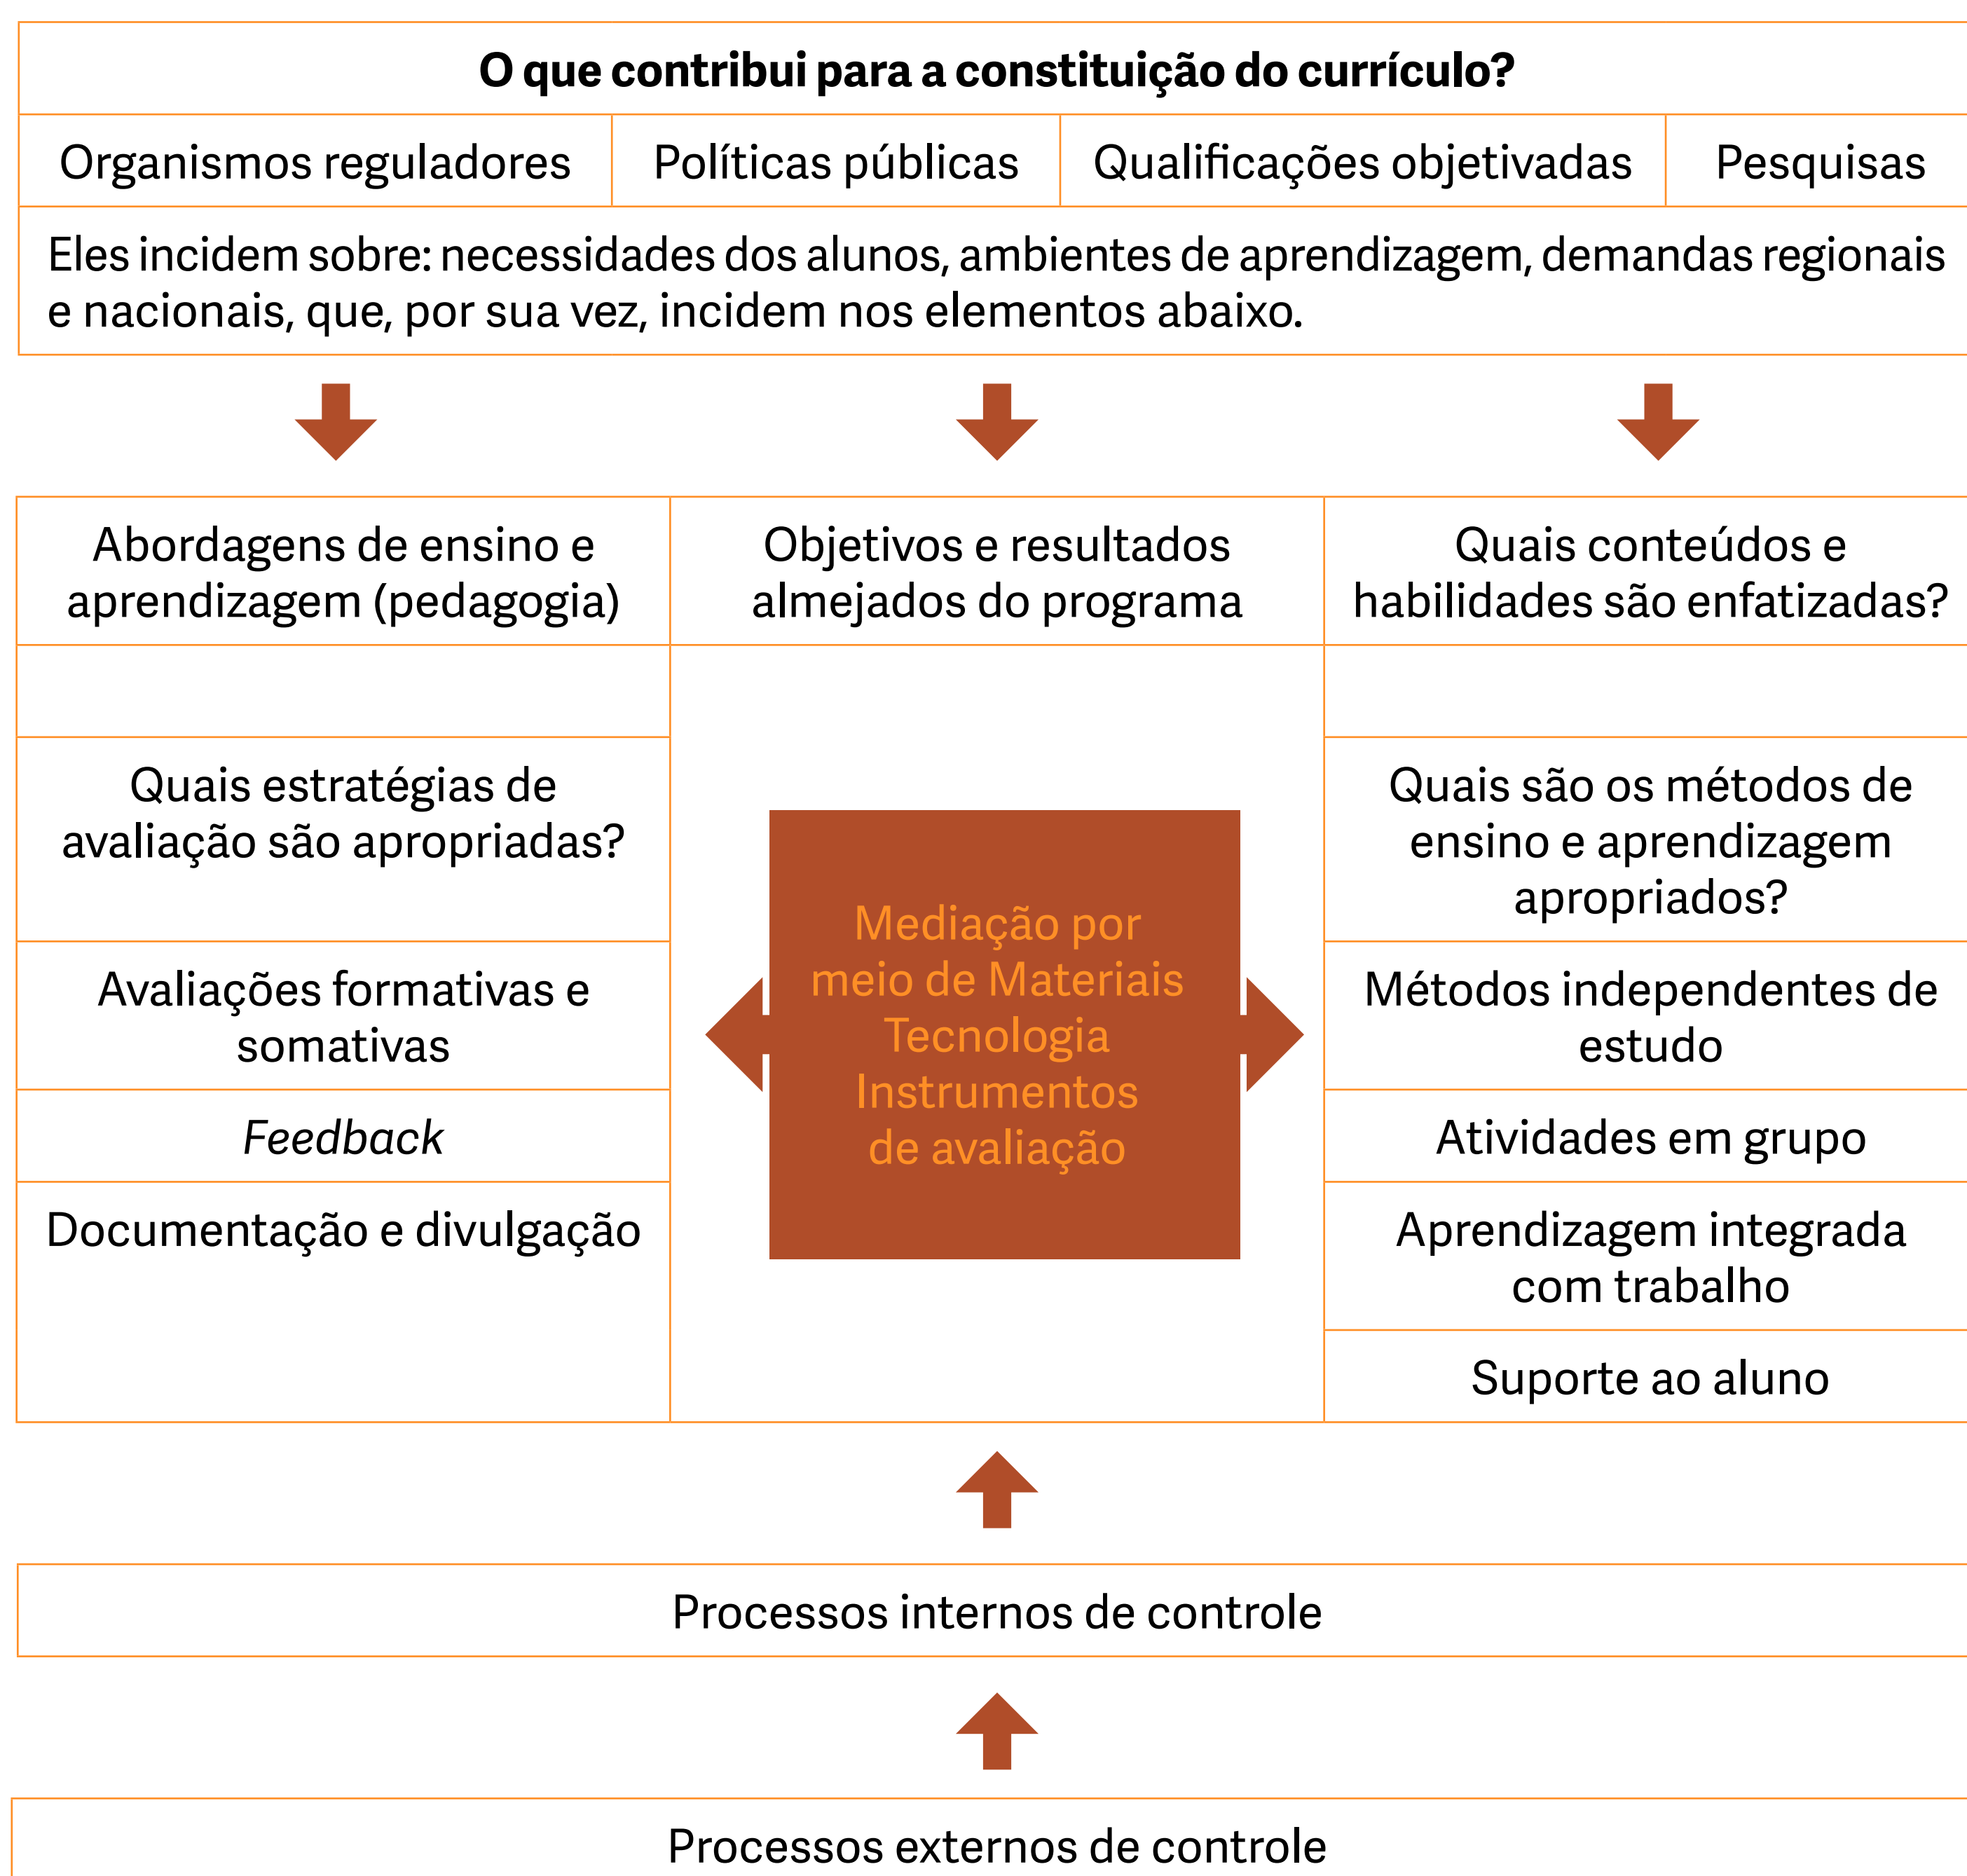 O que contribui para a constituição do currículo?
Organismos reguladores
Políticas públicas
Qualificações objetivadas
Pesquisas
Eles incidem sobre: necessidades dos alunos, ambientes de aprendizagem, demandas regionais
e nacionais, que, por sua vez, incidem nos elementos abaixo.
Abordagens de ensino e
aprendizagem (pedagogia)
Objetivos e resultados
almejados do programa
Quais conteúdos e
habilidades são enfatizadas?
Quais estratégias de
avaliação são apropriadas?
Avaliações formativas e
somativas
Feedback
Documentação e divulgação
Mediação por
meio de Materiais
Tecnologia
Instrumentos
de avaliação
Quais são os métodos de
ensino e aprendizagem
apropriados?
Métodos independentes de
estudo
Atividades em grupo
Aprendizagem integrada
com trabalho
Suporte ao aluno
Processos internos de controle
Processos externos de controle